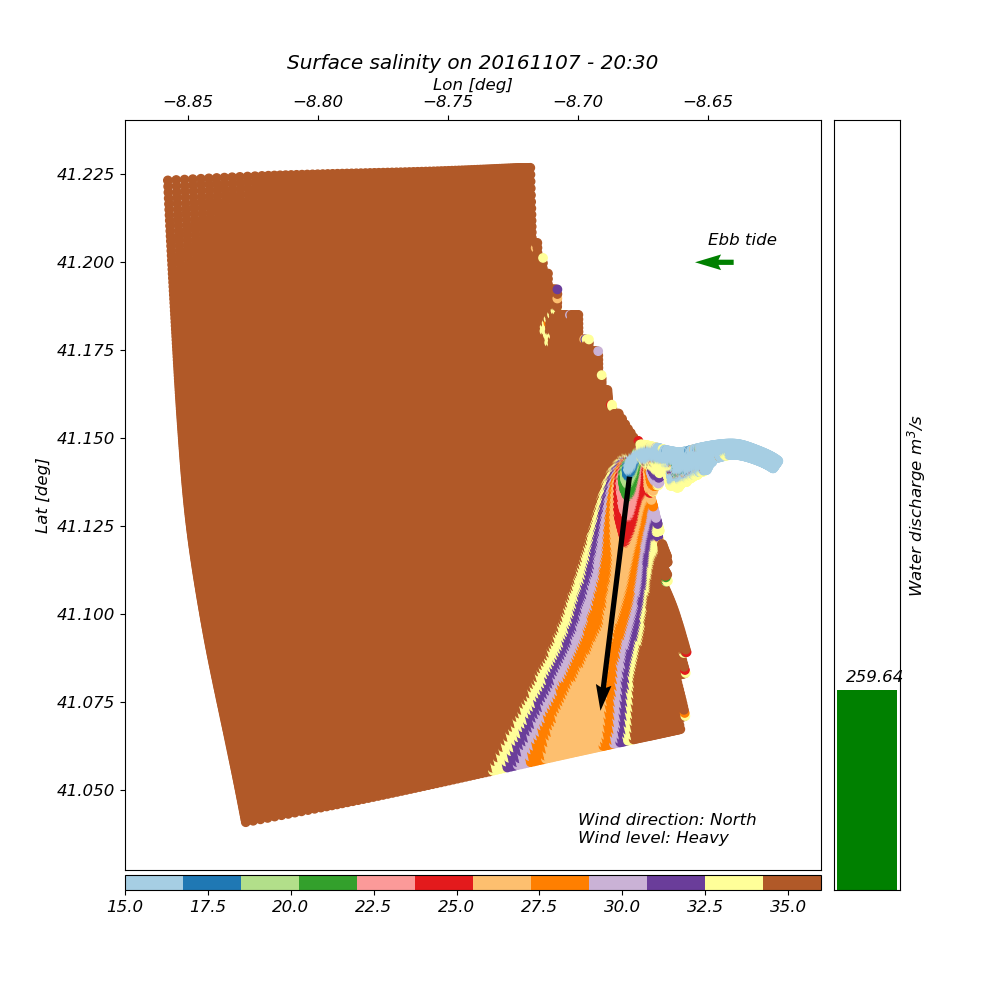 Surface salinity on 20161107 - 20:30
Lon [deg]
−8.85 −8.80 −8.75 −8.70 −8.65
41.225
41.200
41.175
41.150
41.125
41.100
41.075
41.050
Lat [deg]
Ebb tide
Wind direction: North
Wind level: Heavy
15.0 17.5 20.0 22.5 25.0 27.5 30.0 32.5 35.0
259.64
Water discharge m³/s